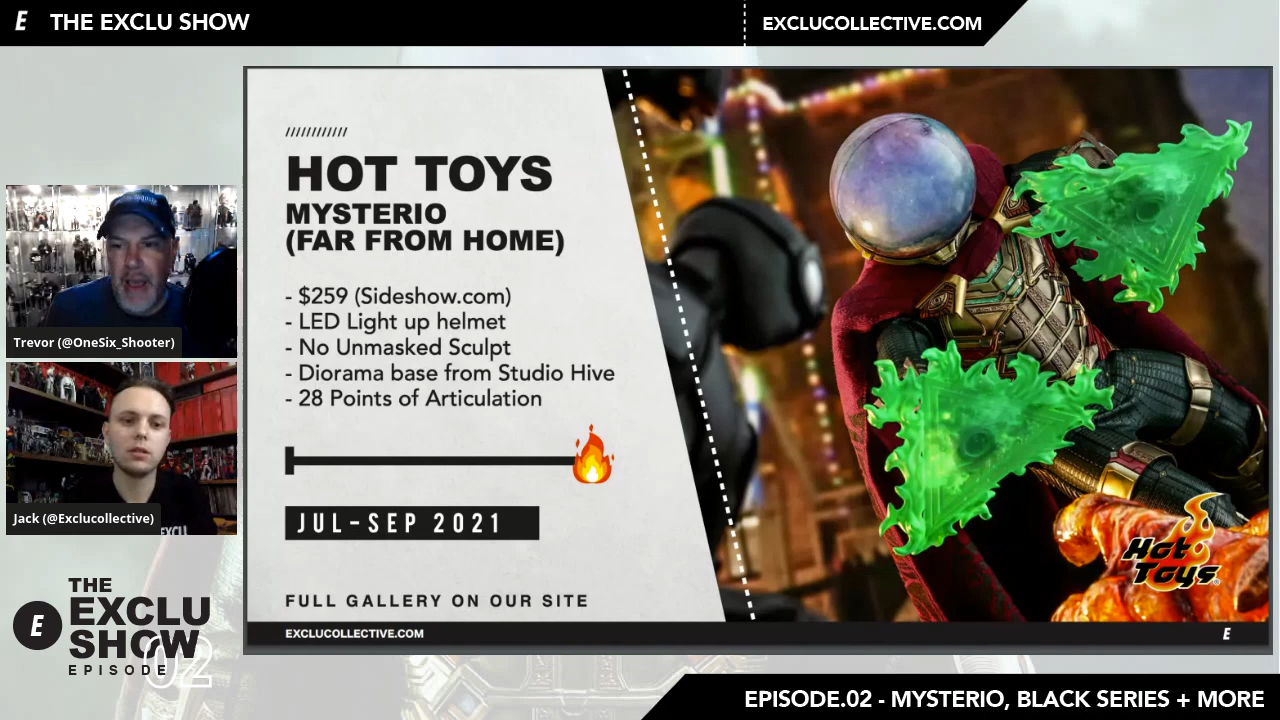 E THE EXCLU SHOW
EXCLUCOLLECTIVE.COM
////////////
HOT TOYS
MYSTERIO
(FAR FROM HOME)
- $259 (Sideshow.com)
- LED Light up helmet
- No Unmasked Sculpt
- Diorama base from Studio Hive
- 28 Points of Articulation
JUL-SEP 2021
FULL GALLERY ON OUR SITE
EXCLUCOLLECTIVE.COM
E
Hot
Toys
Trevor (@OneSix_Shooter)
Jack (@Exclucollective)
EXCLU
E
THE
EXCLU
SHOW
EPISODE 02
EPISODE.02 - MYSTERIO, BLACK SERIES + MORE